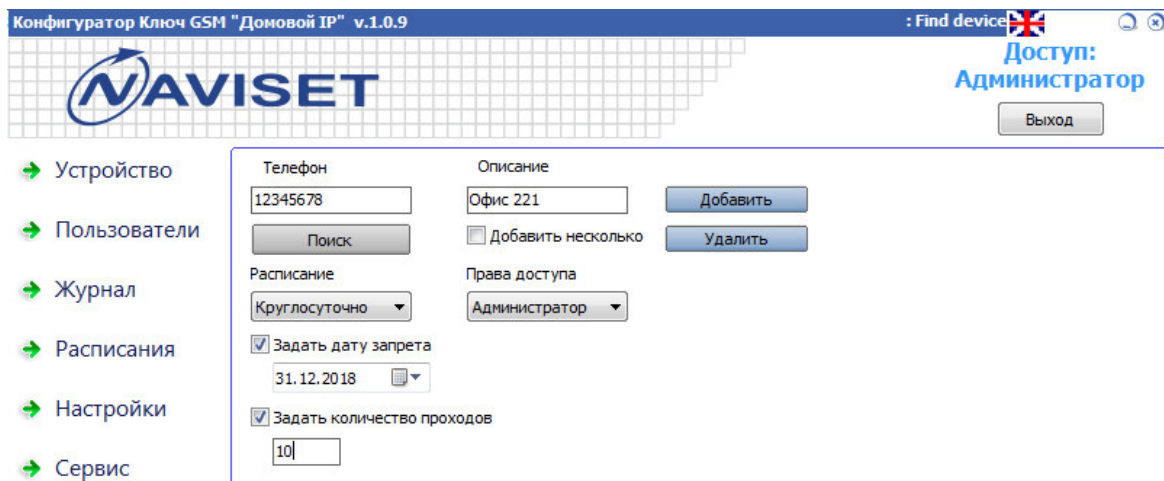 Конфигуратор Ключ GSM "Домовой IP" v.1.0.9
: Find device
NAVISET
Доступ:
Администратор
Выход
Устройство
Пользователи
Журнал
Расписания
Настройки
Сервис
Телефон
Описание
12345678
Офис 221
Добавить
Поиск
Добавить несколько
Удалить
Расписание
Права доступа
Круглосуточно
Администратор
Задать дату запрета
31.12.2018
Задать количество проходов
10